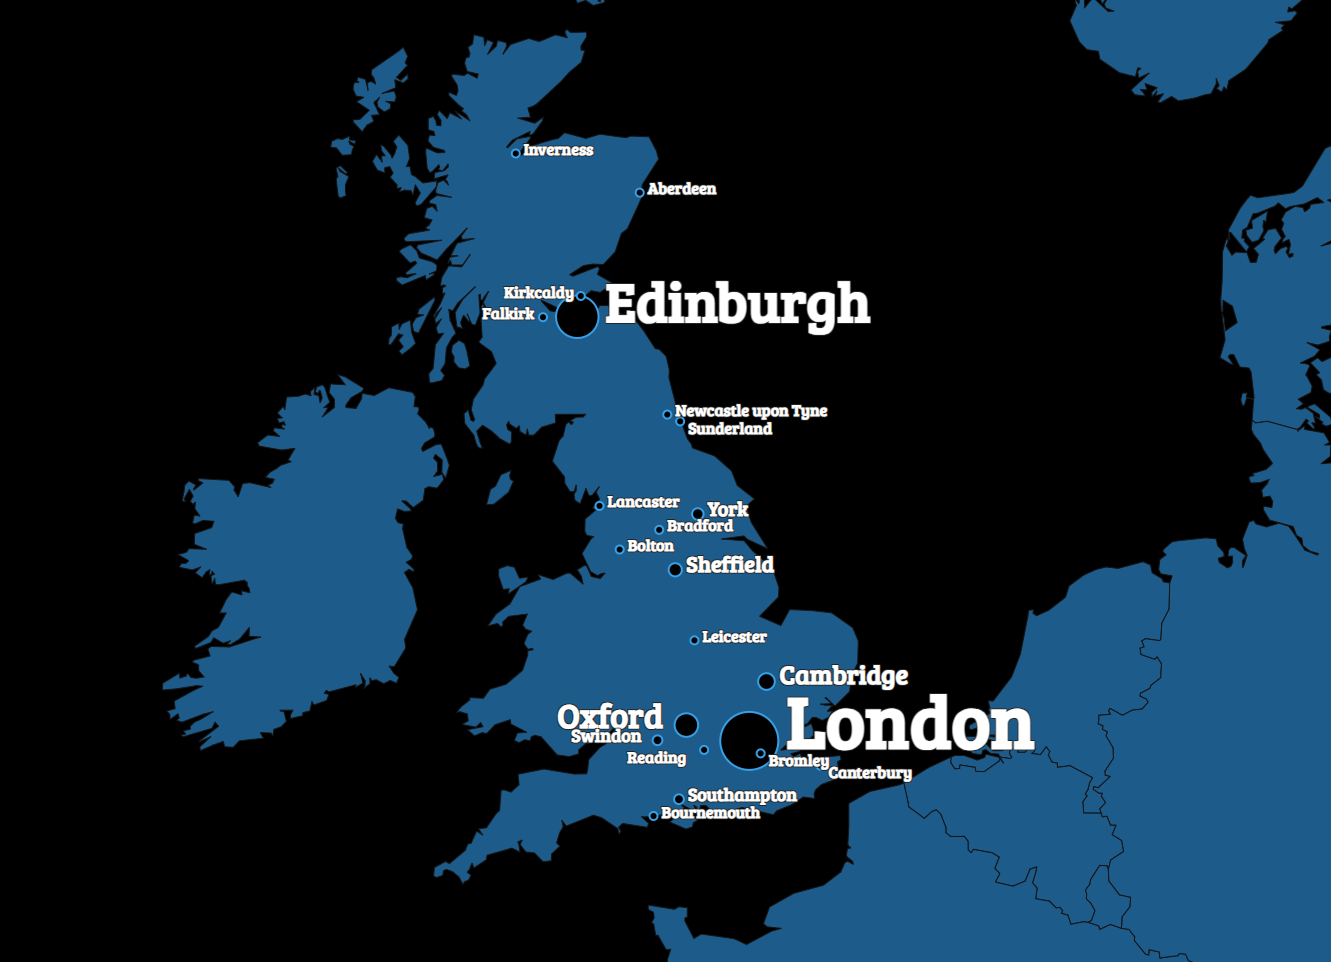 Inverness
Aberdeen
Kirkcaldy
Edinburgh
Falkirk
Newcastle upon Tyne
Sunderland
Lancaster
York
Bradford
Bolton
Sheffield
Leicester
Cambridge
Oxford
London
Swindon
Reading
Bromley
Canterbury
Southampton
Bournemouth